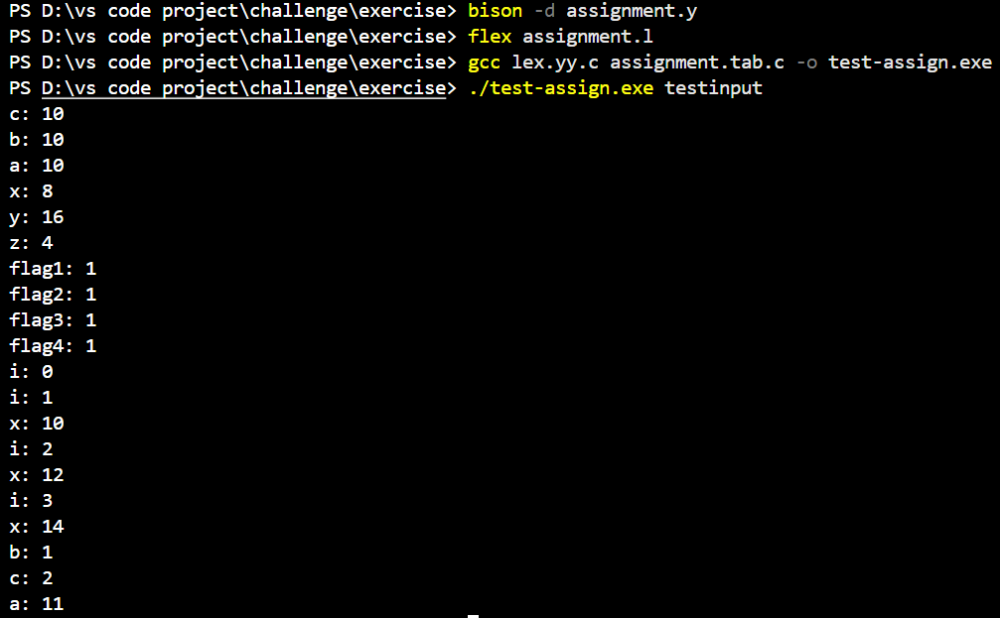 PS D:\vs code project\challenge\exercise> bison -d assignment.y
PS D:\vs code project\challenge\exercise> flex assignment.l
PS D:\vs code project\challenge\exercise> gcc lex.yy.c assignment.tab.c -o test-assign.exe
PS D:\vs code project\challenge\exercise> ./test-assign.exe testinput
c: 10
b: 10
a: 10
x: 8
y: 16
z: 4
flag1: 1
flag2: 1
flag3: 1
flag4: 1
i: 0
i: 1
x: 10
i: 2
x: 12
i: 3
x: 14
b: 1
c: 2
a: 11